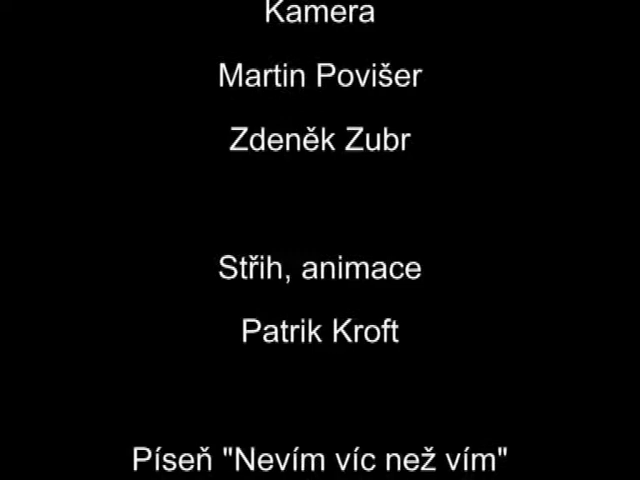 Kamera
Martin Povišer
Zdeněk Zubr
Střih, animace
Patrik Kroft
Píseň "Nevím víc než vím"